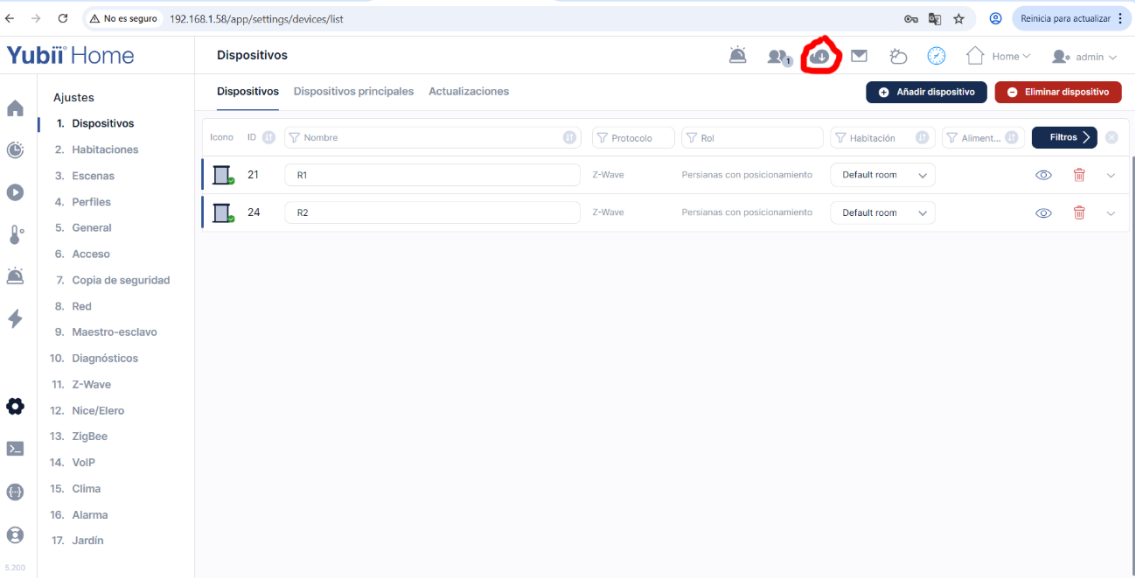 No es seguro 192.168.1.58/app/settings/devices/list Reinicia para actualizar
Yubii Home Dispositivos 1 Home admin
Ajustes
1. Dispositivos
2. Habitaciones
3. Escenas
4. Perfiles
5. General
6. Acceso
7. Copia de seguridad
8. Red
9. Maestro-esclavo
10. Diagnósticos
11. Z-Wave
12. Nice/Elero
13. ZigBee
14. VoIP
15. Clima
16. Alarma
17. Jardín
5.200
Dispositivos Dispositivos principales Actualizaciones Añadir dispositivo Eliminar dispositivo
Icono ID Nombre Protocolo Rol Habitación Aliment... Filtros
21 R1 Z-Wave Persianas con posicionamiento Default room
24 R2 Z-Wave Persianas con posicionamiento Default room